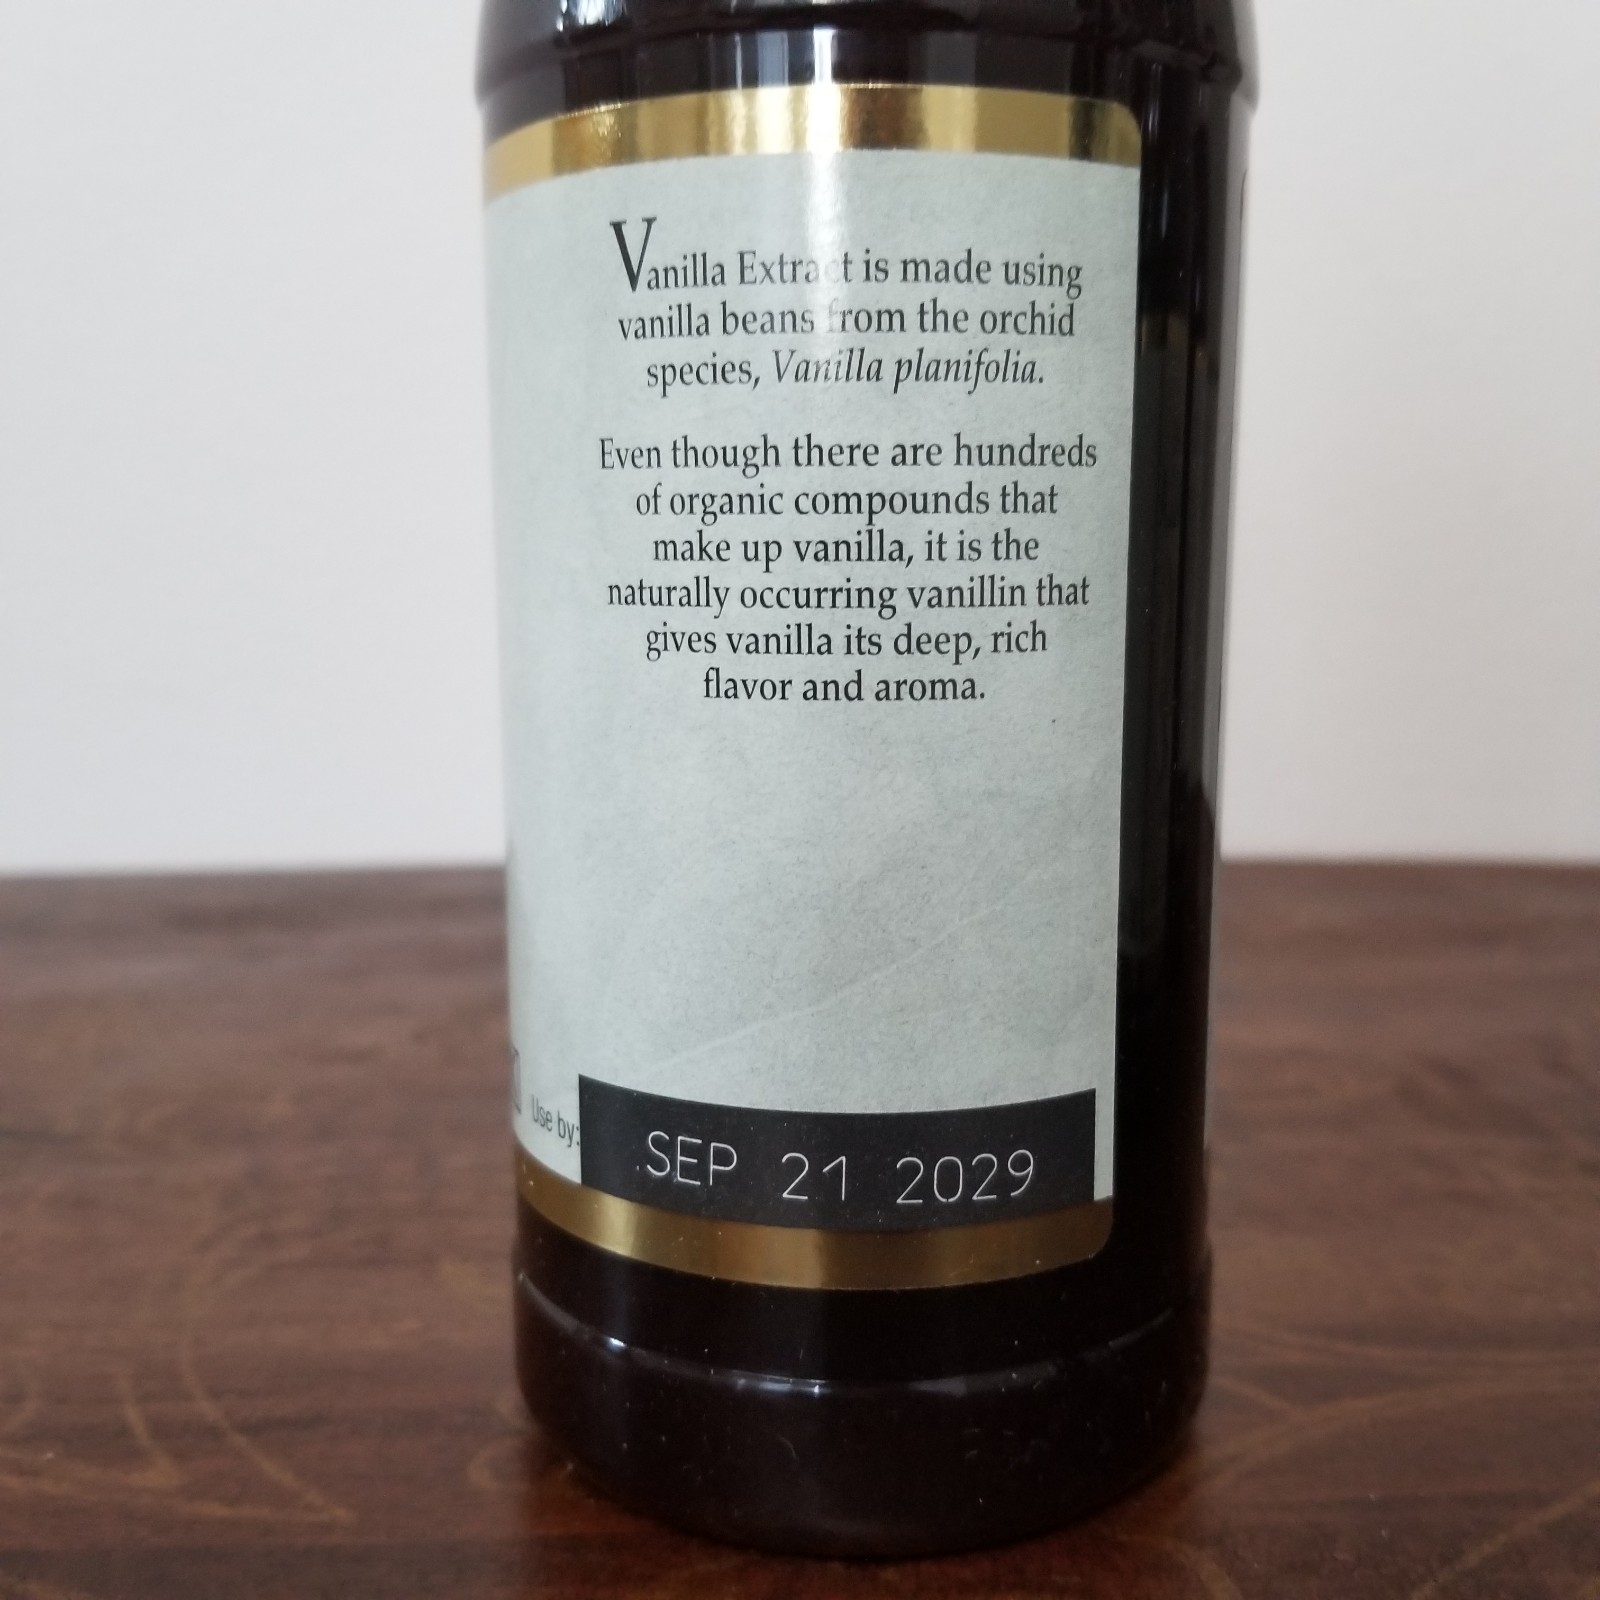 Vanilla Extract is made using
vanilla beans from the orchid
species, Vanilla planifolia.
Even though there are hundreds
of organic compounds that
make up vanilla, it is the
naturally occurring vanillin that
gives vanilla its deep, rich
flavor and aroma.
Use by: SEP 21 2029